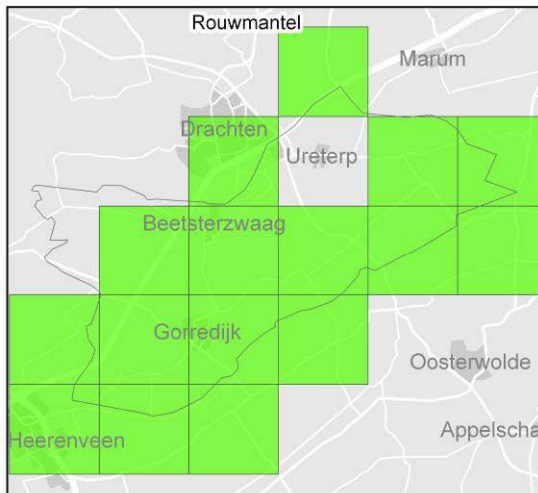 Rouwmantel
Marum
Drachten
Ureterp
Beetsterzwaag
Gorredijk
Oosterwolde
Appelscha
Heerenveen